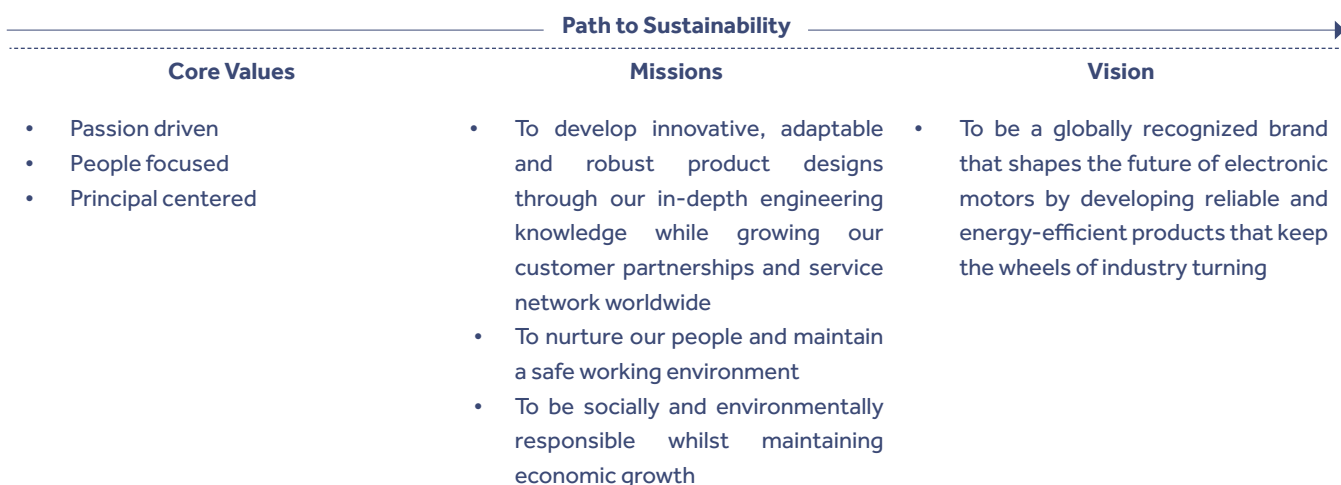 Path to Sustainability
Core Values
• Passion driven
• People focused
• Principal centered
Missions
• To develop innovative, adaptable
and robust product designs
through our in-depth engineering
knowledge while growing our
customer partnerships and service
network worldwide
• To nurture our people and maintain
a safe working environment
• To be socially and environmentally
responsible whilst maintaining
economic growth
Vision
• To be a globally recognized brand
that shapes the future of electronic
motors by developing reliable and
energy-efficient products that keep
the wheels of industry turning